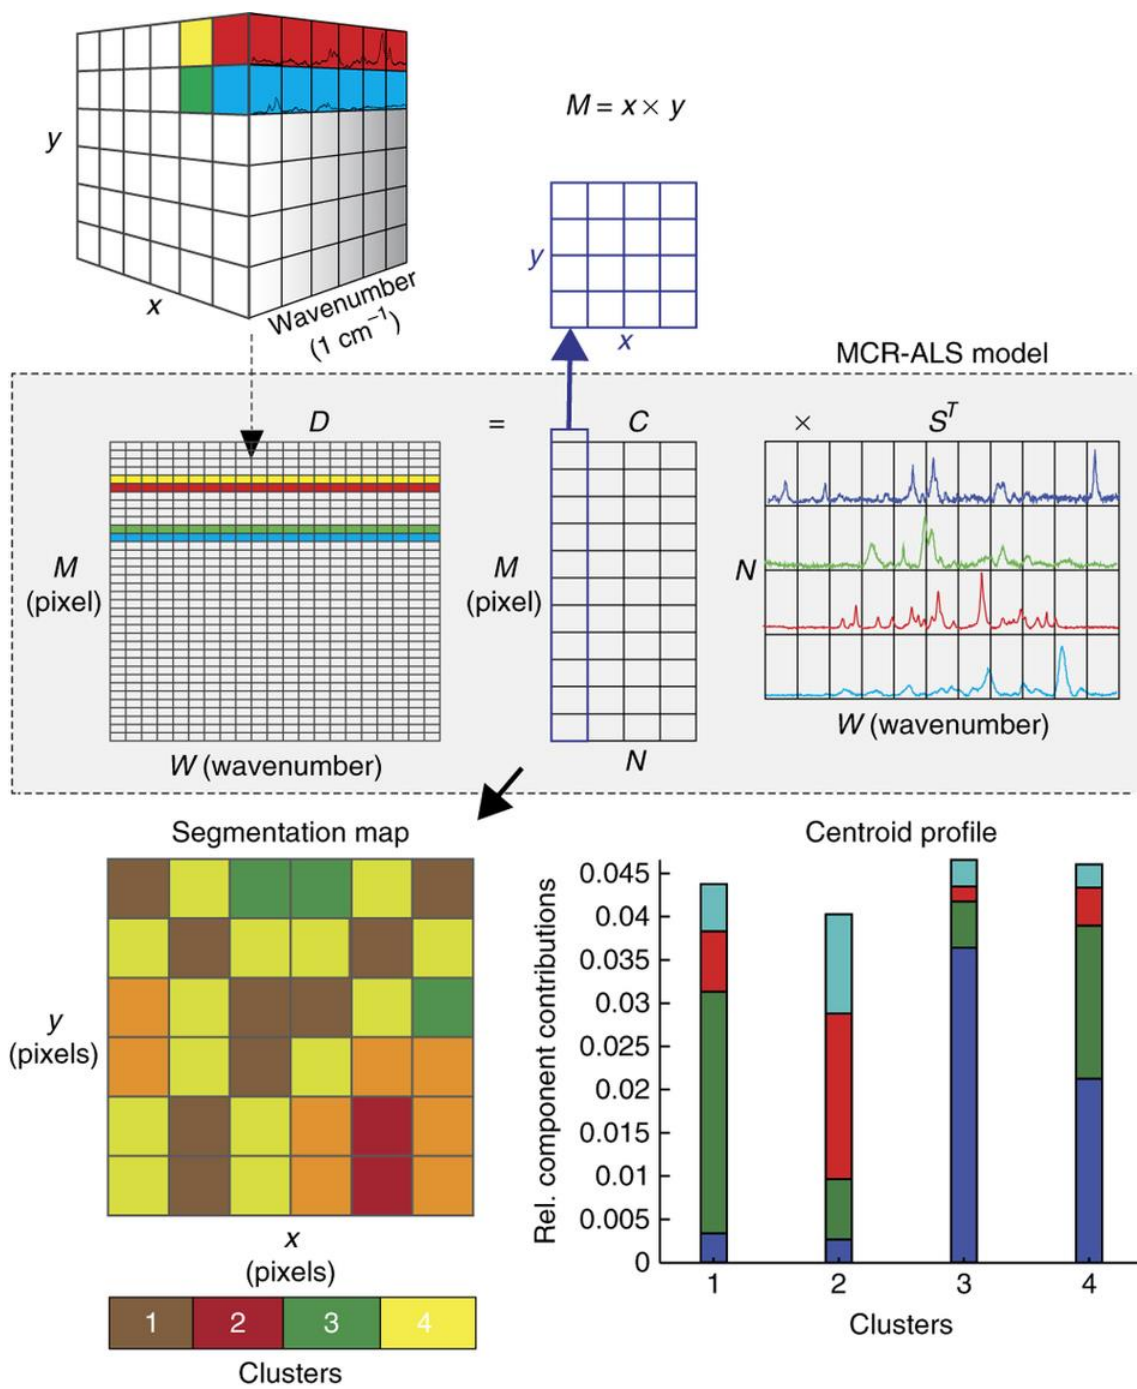 y
x
Wavenumber
(1 cm⁻¹)
M = x × y
y
x
MCR-ALS model
D
=
C
×
Sᵀ
M
(pixel)
M
(pixel)
N
W (wavenumber)
N
W (wavenumber)
Segmentation map
y
(pixels)
x
(pixels)
1 2 3 4
Clusters
Centroid profile
Rel. component contributions
0.045
0.04
0.035
0.03
0.025
0.02
0.015
0.01
0.005
0
1 2 3 4
Clusters